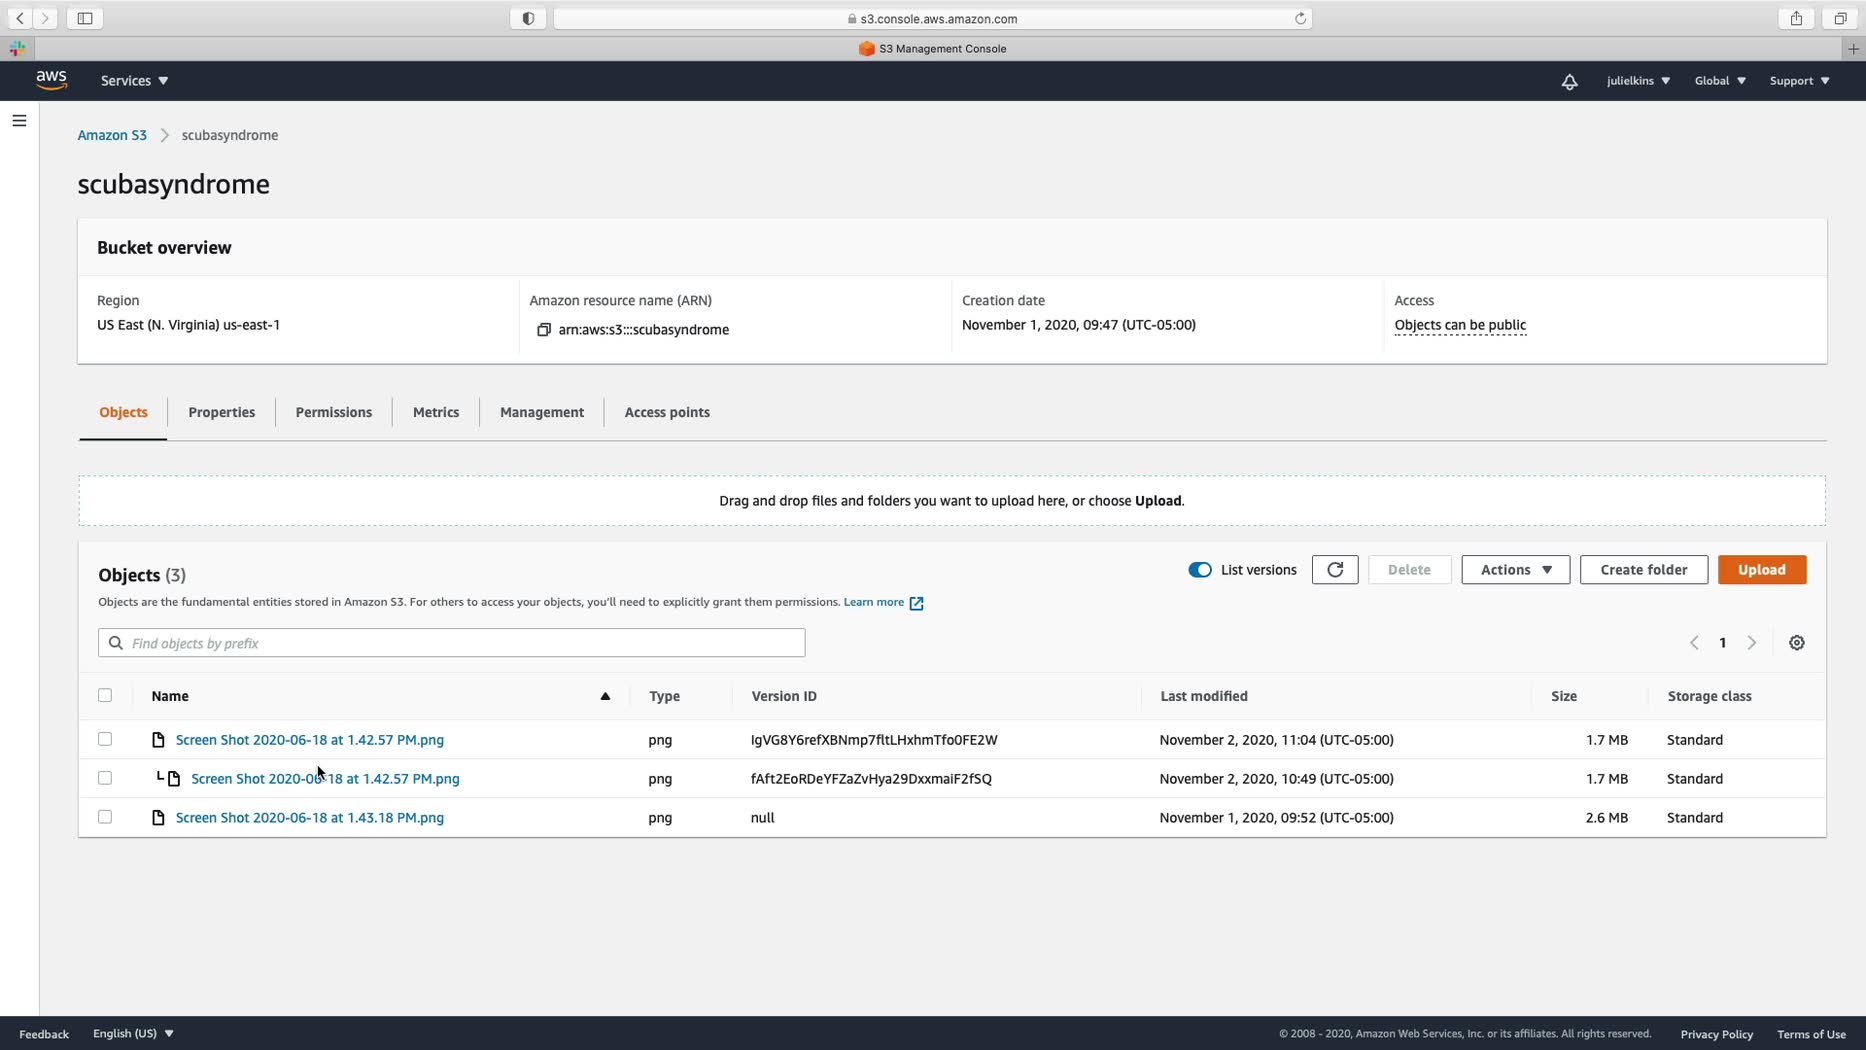 s3.console.aws.amazon.com
S3 Management Console
aws Services julielkins Global Support
Amazon S3 scubasyndrome
scubasyndrome
Bucket overview
Region Amazon resource name (ARN) Creation date Access
US East (N. Virginia) us-east-1 arn:aws:s3:::scubasyndrome November 1, 2020, 09:47 (UTC-05:00) Objects can be public
Objects Properties Permissions Metrics Management Access points
Drag and drop files and folders you want to upload here, or choose Upload.
Objects (3) List versions Delete Actions Create folder Upload
Objects are the fundamental entities stored in Amazon S3. For others to access your objects, you'll need to explicitly grant them permissions. Learn more
Find objects by prefix 1
Name Type Version ID Last modified Size Storage class
Screen Shot 2020-06-18 at 1.42.57 PM.png png IgVG8Y6refXBNmp7fltLHxhmTfo0FE2W November 2, 2020, 11:04 (UTC-05:00) 1.7 MB Standard
Screen Shot 2020-06-18 at 1.42.57 PM.png png fAft2EoRDeYFZaZvHya29DxxmaiF2fSQ November 2, 2020, 10:49 (UTC-05:00) 1.7 MB Standard
Screen Shot 2020-06-18 at 1.43.18 PM.png png null November 1, 2020, 09:52 (UTC-05:00) 2.6 MB Standard
Feedback English (US) © 2008 - 2020, Amazon Web Services, Inc. or its affiliates. All rights reserved. Privacy Policy Terms of Use